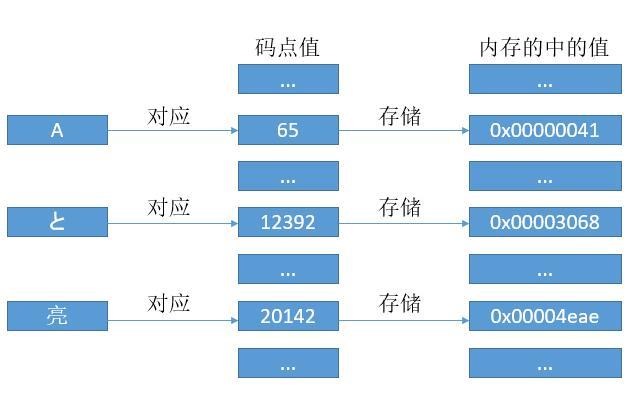 码点值 内存的中的值
... ...
A 对应 65 存储 0x00000041
... ...
と 对应 12392 存储 0x00003068
... ...
亮 对应 20142 存储 0x00004eae
... ...